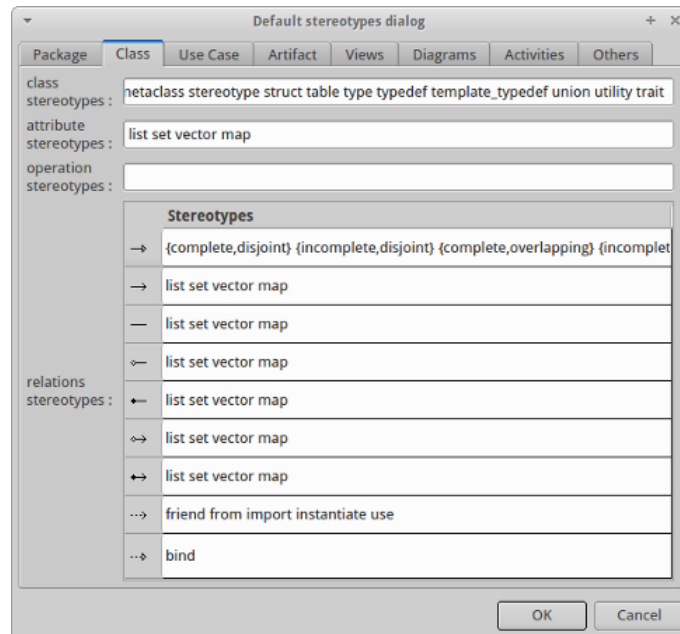 Default stereotypes dialog
Package Class Use Case Artifact Views Diagrams Activities Others
class
stereotypes :
netaclass stereotype struct table type typedef template_typedef union utility trait
attribute
stereotypes :
list set vector map
operation
stereotypes :
Stereotypes
{complete,disjoint} {incomplete,disjoint} {complete,overlapping} {incomplet
list set vector map
list set vector map
list set vector map
relations
stereotypes :
list set vector map
list set vector map
list set vector map
friend from import instantiate use
bind
OK Cancel